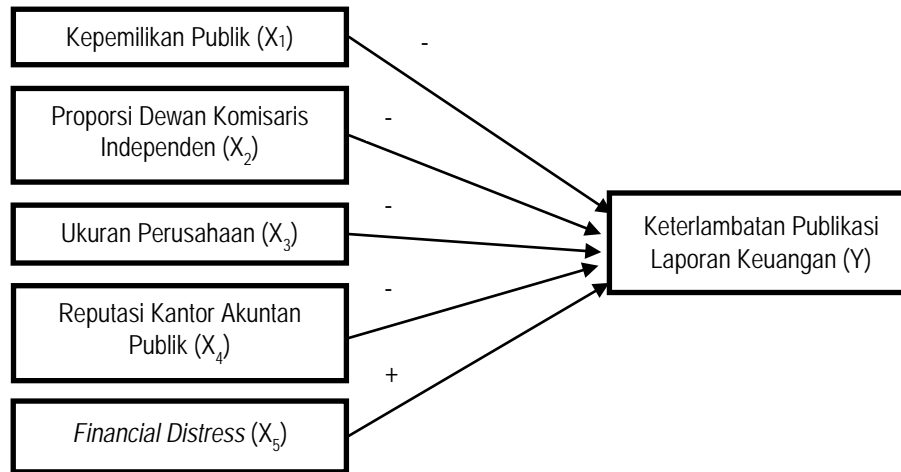 Kepemilikan Publik (X1)
-
Proporsi Dewan Komisaris
Independen (X2)
-
Ukuran Perusahaan (X3)
-
Reputasi Kantor Akuntan
Publik (X4)
-
Financial Distress (X5)
+
Keterlambatan Publikasi
Laporan Keuangan (Y)